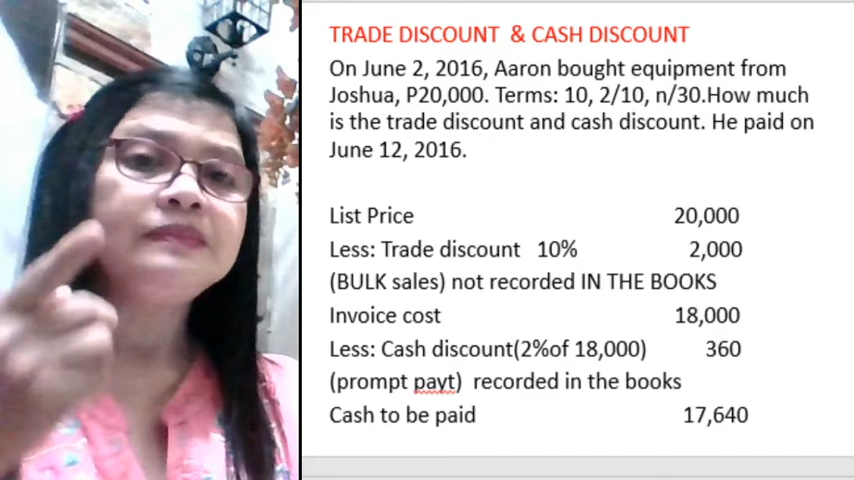 TRADE DISCOUNT & CASH DISCOUNT
On June 2, 2016, Aaron bought equipment from
Joshua, P20,000. Terms: 10, 2/10, n/30.How much
is the trade discount and cash discount. He paid on
June 12, 2016.
List Price 20,000
Less: Trade discount 10% 2,000
(BULK sales) not recorded IN THE BOOKS
Invoice cost 18,000
Less: Cash discount(2%of 18,000) 360
(prompt payt) recorded in the books
Cash to be paid 17,640